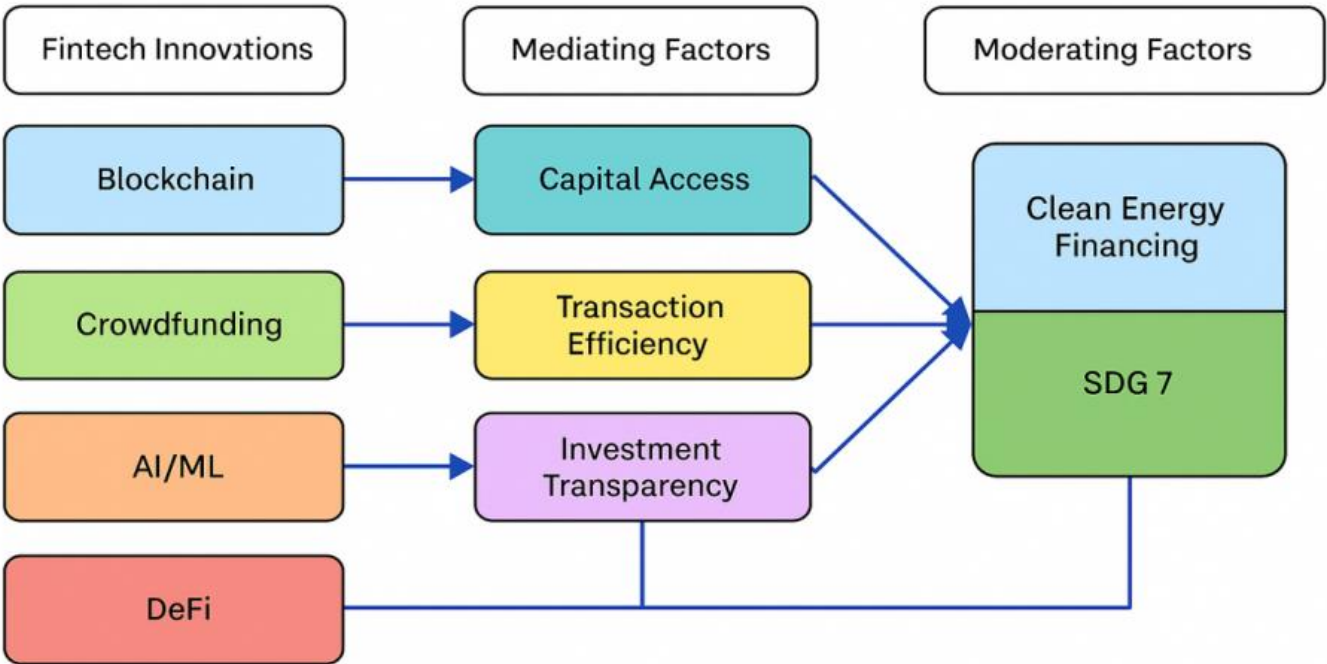 Fintech Innovations
Mediating Factors
Moderating Factors
Blockchain
Capital Access
Clean Energy
Financing
Crowdfunding
Transaction
Efficiency
SDG 7
AI/ML
Investment
Transparency
DeFi